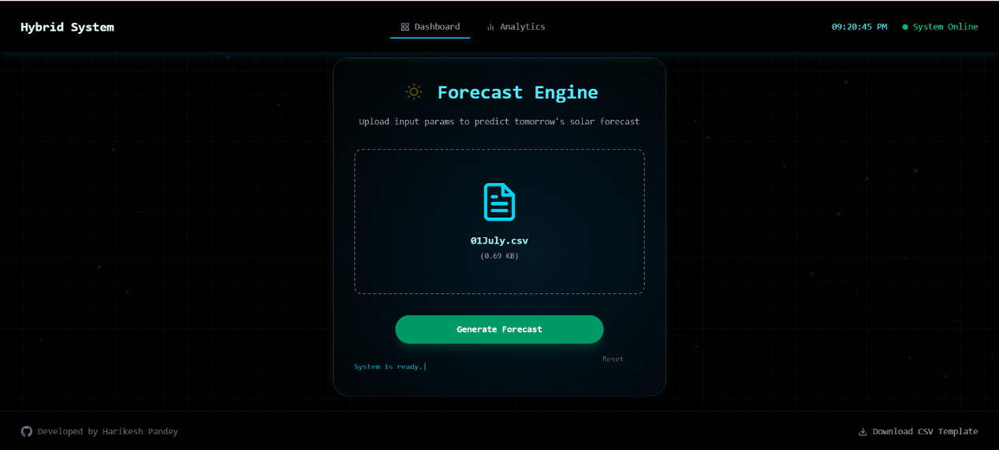 Hybrid System
Dashboard
Analytics
09:20:45 PM
System Online
Forecast Engine
Upload input params to predict tomorrow's solar forecast
01July.csv
(0.69 KB)
Generate Forecast
Reset
System is ready.|
Developed by Harikesh Pandey
Download CSV Template